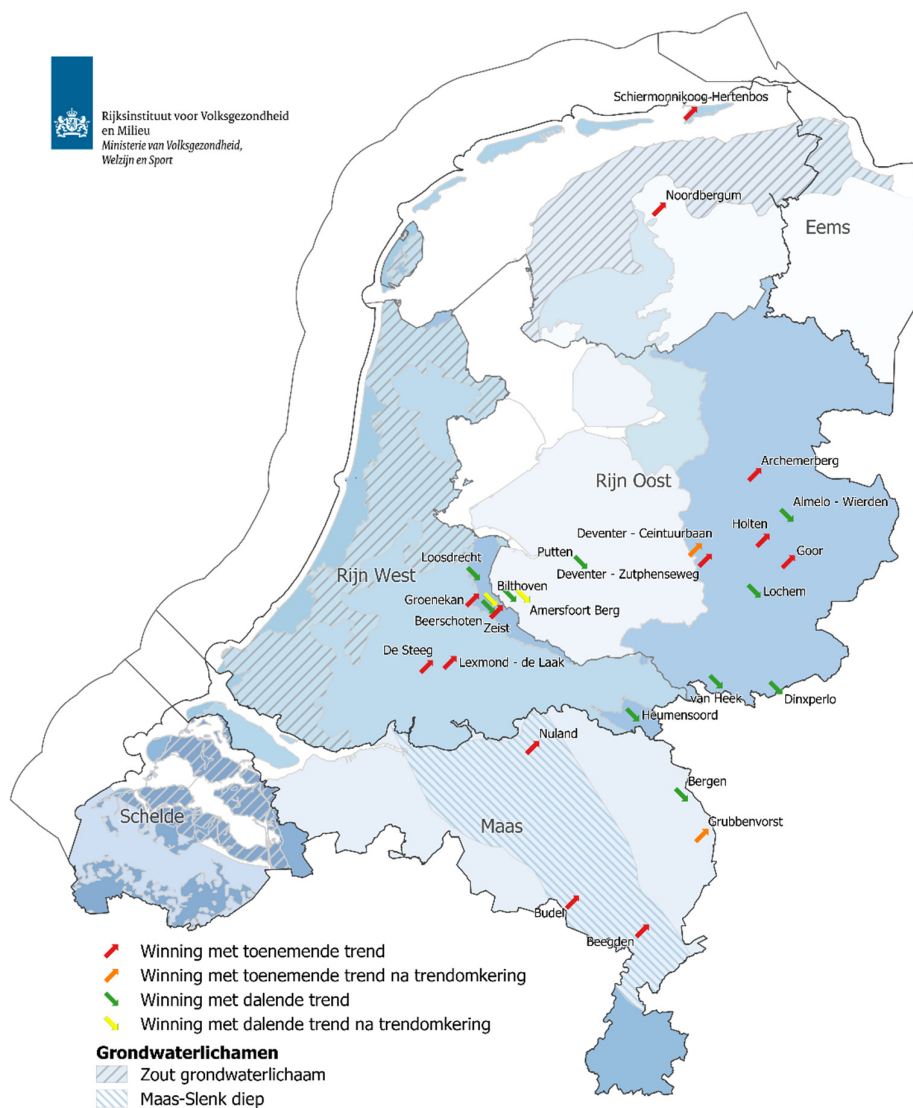 Rijksinstituut voor Volksgezondheid
en Milieu
Ministerie van Volksgezondheid,
Welzijn en Sport
Schiermonnikoog-Hertenbos
Noordbergum
Eems
Archemerberg
Rijn Oost
Almelo - Wierden
Holten
Deventer - Ceintuurbaan
Goor
Putten
Deventer - Zutphenseweg
Loosdrecht
Rijn West
Bilthoven
Lochem
Groenekan
Amersfoort Berg
Beerschoten
Zeist
De Steeg
Lexmond - de Laak
van Heek
Dinxperlo
Heumensoord
Nuland
Bergen
Schelde
Maas
Grubbenvorst
Budel
Beegden
Winning met toenemende trend
Winning met toenemende trend na trendomkering
Winning met dalende trend
Winning met dalende trend na trendomkering
Grondwaterlichamen
Zout grondwaterlichaam
Maas-Slenk diep